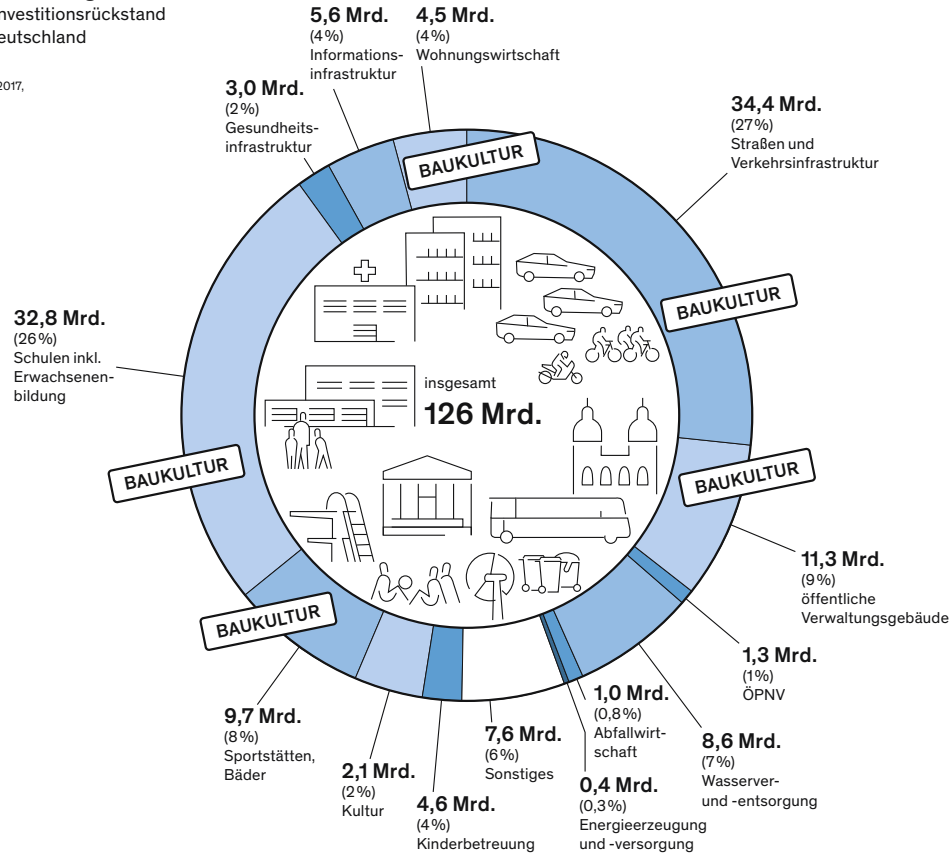 nvestitionsrückstand
eutschland
2017,
5,6 Mrd.
(4%)
Informations-
infrastruktur
4,5 Mrd.
(4%)
Wohnungswirtschaft
3,0 Mrd.
(2%)
Gesundheits-
infrastruktur
34,4 Mrd.
(27%)
Straßen und
Verkehrsinfrastruktur
BAUKULTUR
BAUKULTUR
32,8 Mrd.
(26%)
Schulen inkl.
Erwachsenen-
bildung
insgesamt
126 Mrd.
BAUKULTUR
BAUKULTUR
11,3 Mrd.
(9%)
öffentliche
Verwaltungsgebäude
BAUKULTUR
1,3 Mrd.
(1%)
ÖPNV
9,7 Mrd.
(8%)
Sportstätten,
Bäder
2,1 Mrd.
(2%)
Kultur
4,6 Mrd.
(4%)
Kinderbetreuung
7,6 Mrd.
(6%)
Sonstiges
1,0 Mrd.
(0,8%)
Abfallwirt-
schaft
0,4 Mrd.
(0,3%)
Energieerzeugung
und -versorgung
8,6 Mrd.
(7%)
Wasserver-
und -entsorgung